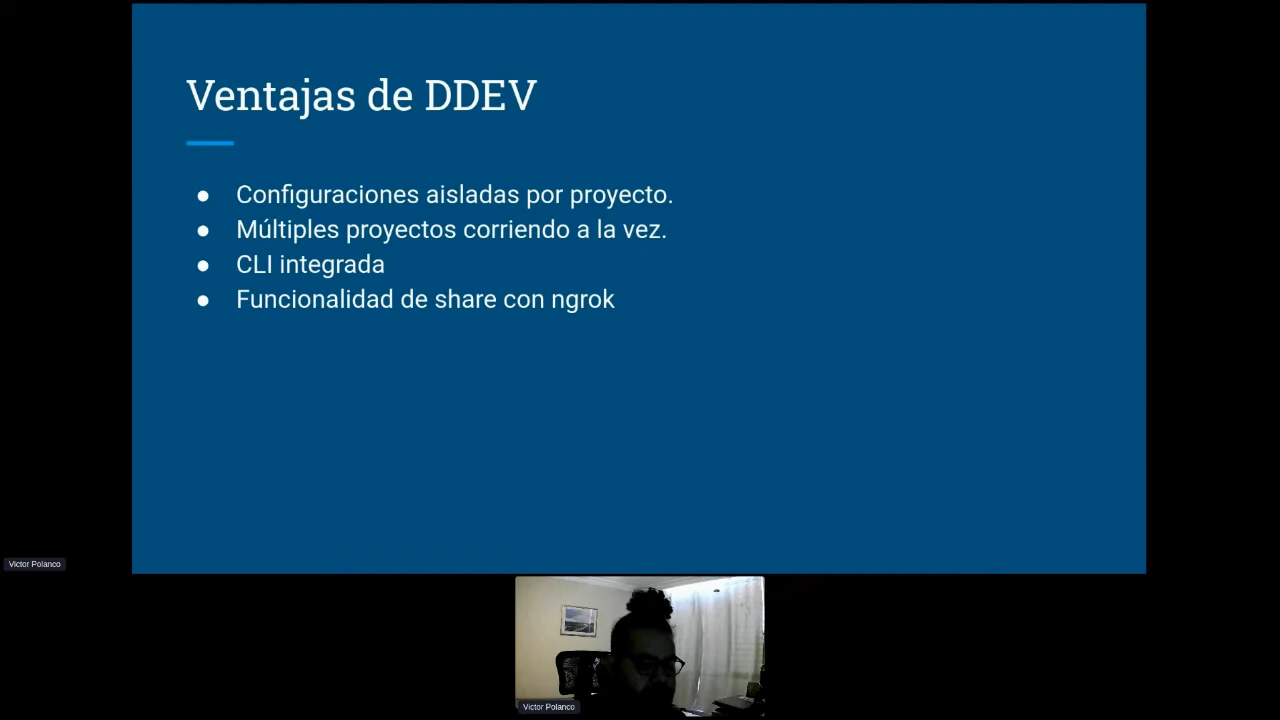 Ventajas de DDEV
● Configuraciones aisladas por proyecto.
● Múltiples proyectos corriendo a la vez.
● CLI integrada
● Funcionalidad de share con ngrok
Victor Polanco
Victor Polanco